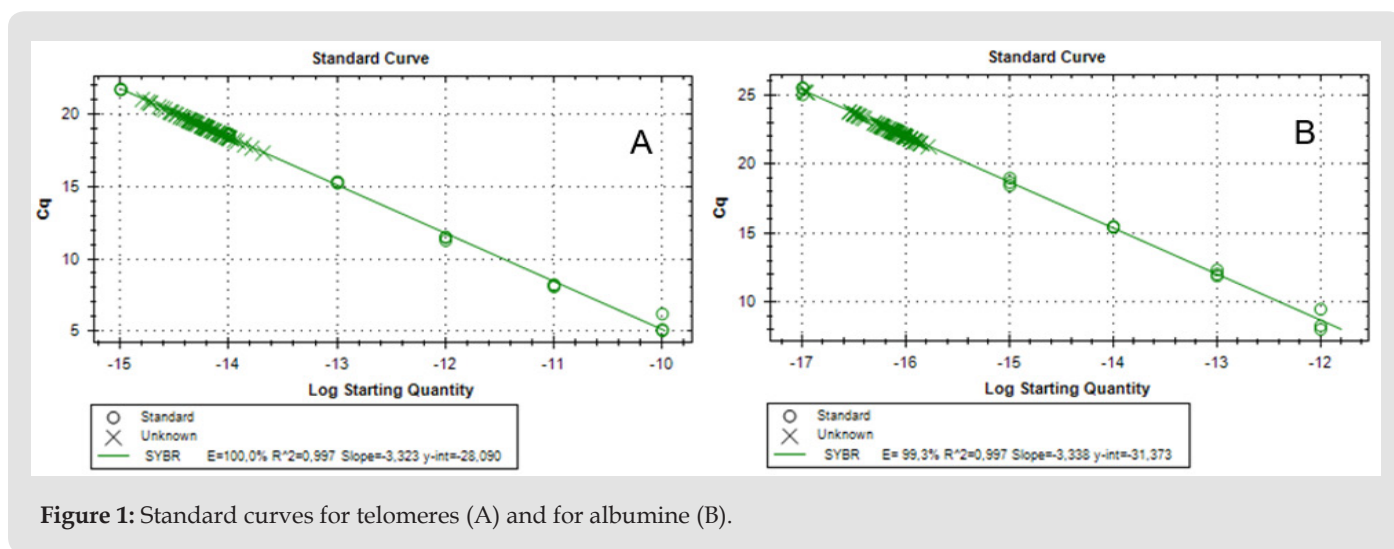 Standard Curve
A
20
15
10
5
Cq
-15 -14 -13 -12 -11 -10
Log Starting Quantity
Standard
Unknown
SYBR E=100,0% R^2=0,997 Slope=-3,323 y-int=-28,090
Standard Curve
B
25
20
15
10
Cq
-17 -16 -15 -14 -13 -12
Log Starting Quantity
Standard
Unknown
SYBR E= 99,3% R^2=0,997 Slope=-3,338 y-int=-31,373
Figure 1: Standard curves for telomeres (A) and for albumine (B).